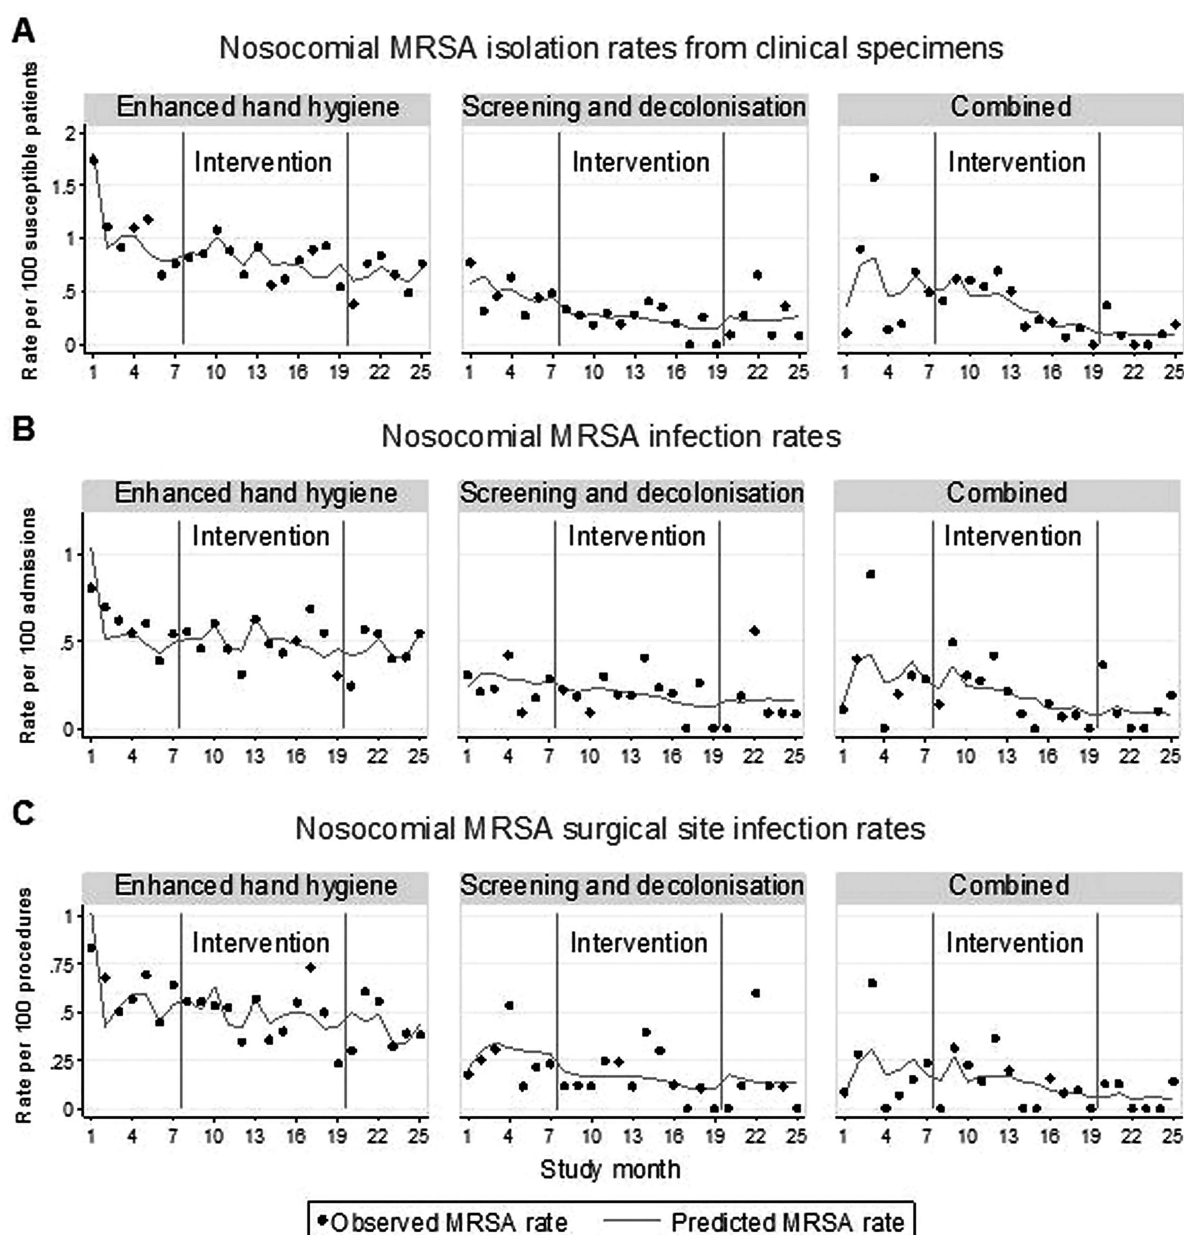 A
Nosocomial MRSA isolation rates from clinical specimens
Rate per 100 susceptible patients
Enhanced hand hygiene
Screening and decolonisation
Combined
Intervention
Intervention
Intervention
2
1.5
1
.5
0
1 4 7 10 13 16 19 22 25
1 4 7 10 13 16 19 22 25
1 4 7 10 13 16 19 22 25
B
Nosocomial MRSA infection rates
Rate per 100 admissions
Enhanced hand hygiene
Screening and decolonisation
Combined
Intervention
Intervention
Intervention
1
.5
0
1 4 7 10 13 16 19 22 25
1 4 7 10 13 16 19 22 25
1 4 7 10 13 16 19 22 25
C
Nosocomial MRSA surgical site infection rates
Rate per 100 procedures
Enhanced hand hygiene
Screening and decolonisation
Combined
Intervention
Intervention
Intervention
1
.75
.5
.25
0
1 4 7 10 13 16 19 22 25
1 4 7 10 13 16 19 22 25
1 4 7 10 13 16 19 22 25
Study month
Observed MRSA rate
Predicted MRSA rate